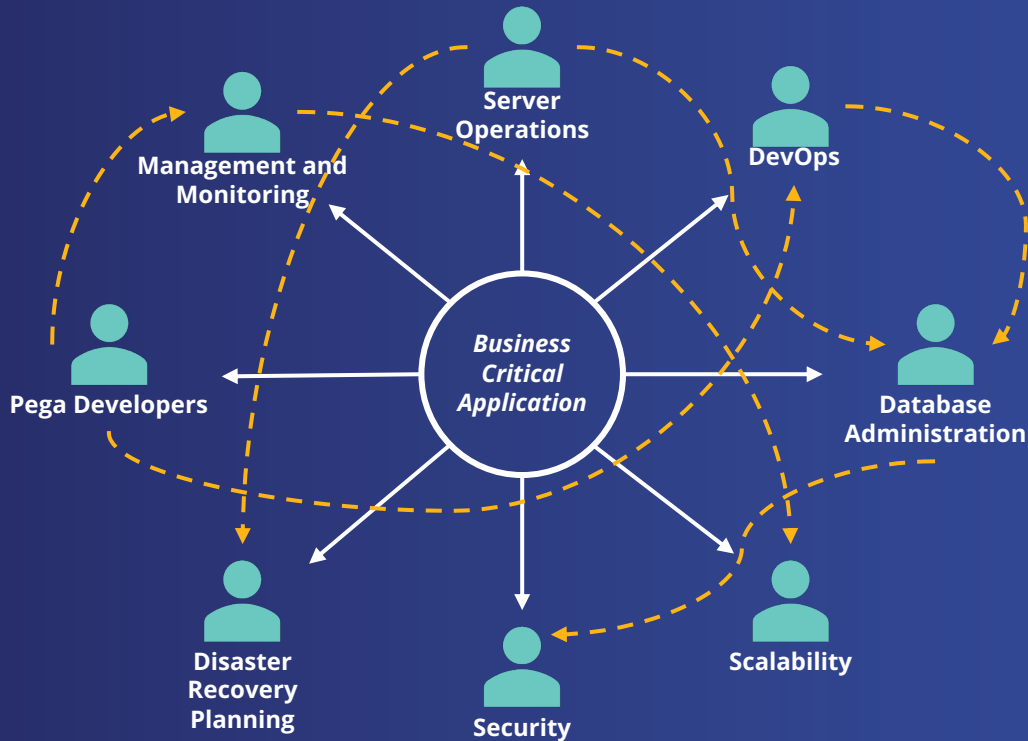 Server
Operations
DevOps
Management and
Monitoring
Business
Critical
Application
Pega Developers
Database
Administration
Disaster
Recovery
Planning
Security
Scalability